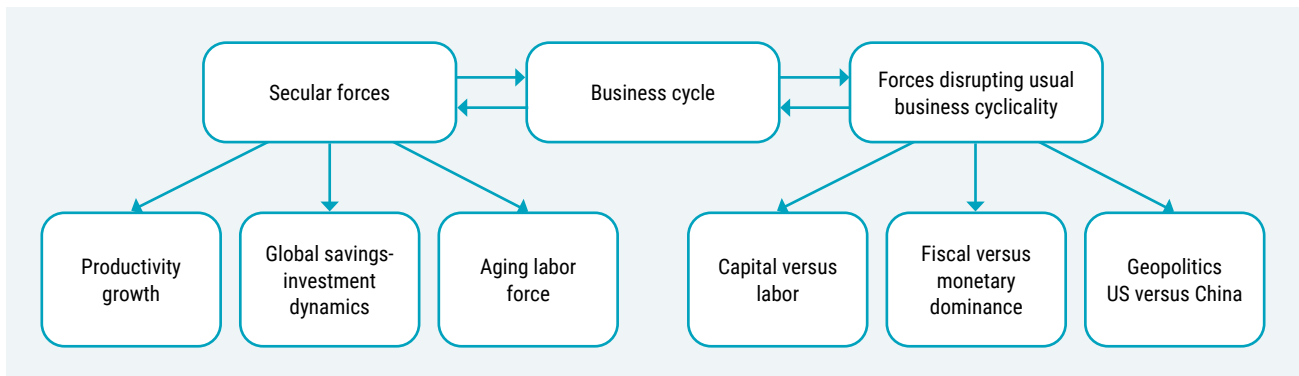 Secular forces
Business cycle
Forces disrupting usual
business cyclicality
Productivity
growth
Global savings-
investment
dynamics
Aging labor
force
Capital versus
labor
Fiscal versus
monetary
dominance
Geopolitics
US versus China